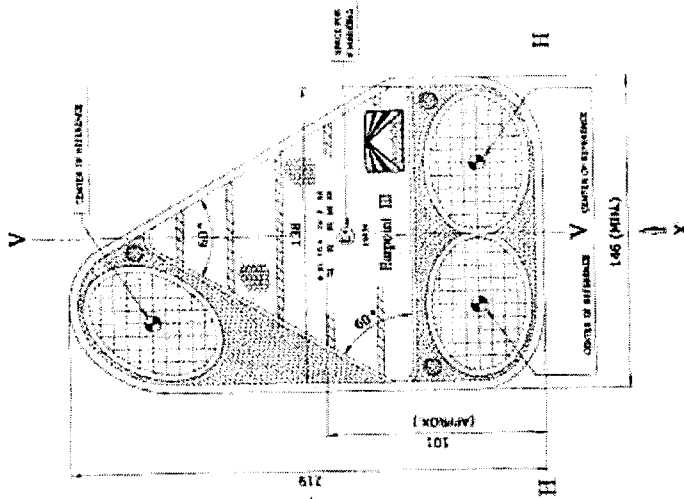 CENTER OF REFERENCE
SPACE FOR
E MARKING
H
V
60°
RET
60°
V
CENTER OF REFERENCE
CENTER OF REFERENCE
146 (MIN.)
X
101
(APPROX.)
219
H